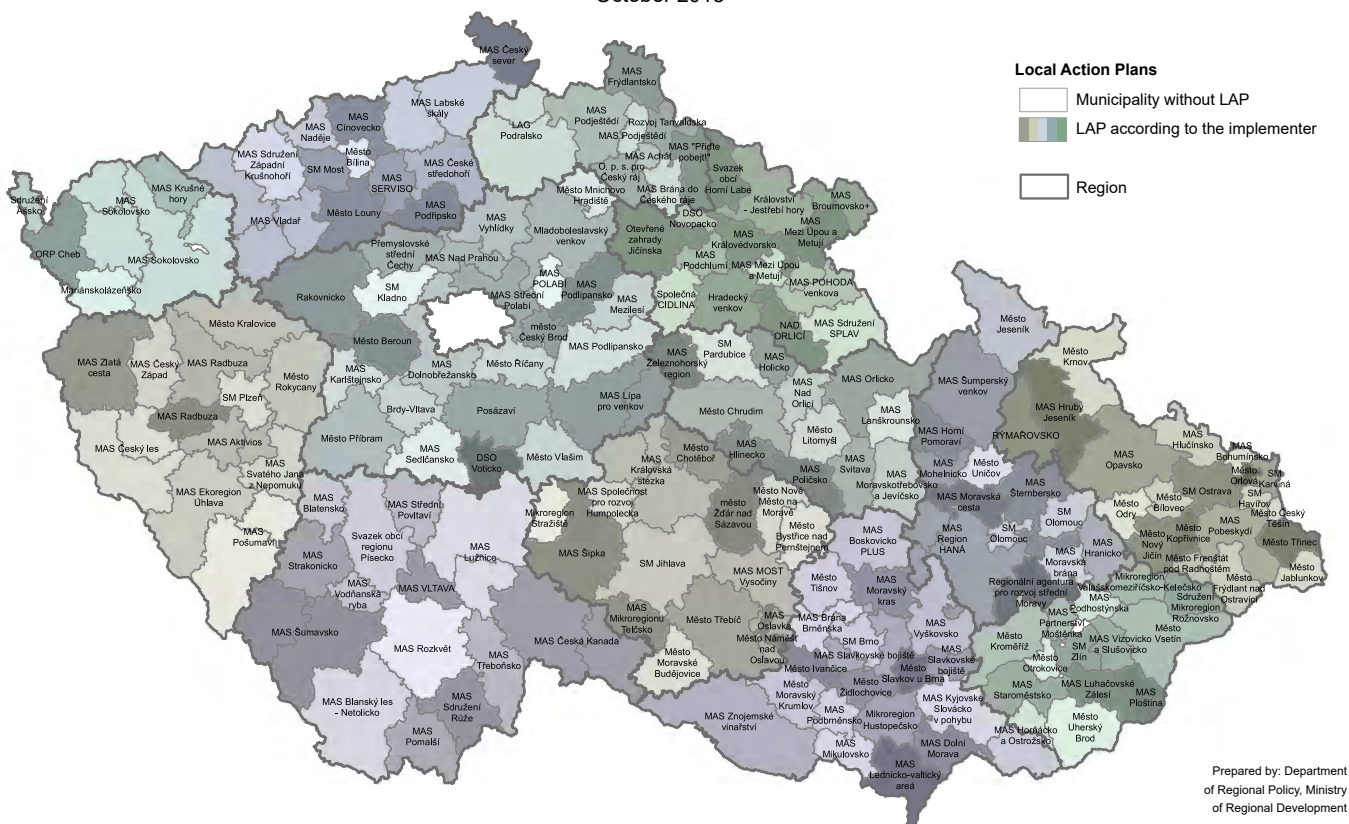 October 2018
Local Action Plans
Municipality without LAP
LAP according to the implementer
Region
MAS Český
sever
MAS
Frýdlantsko
MAS Labské
skály
MAS
Cínovecko
MAS
Naděje
LAG
Podralsko
MAS
Podještědí
Rozvoj Tanvaldska
MAS Podještědí
MAS Sdružení
Západní
Krušnohoří
Město
Bílina
SM Most
MAS České
středohoří
MAS
SERVISO
MAS Achát
O. p. s. pro
Český ráj
MAS "Přiďte
pobejt!"
Svazek
obcí
Horní Labe
MAS Krušné
hory
Sdružení
Ašsko
MAS
Sokolovsko
MAS Vladař
Město Louny
MAS
Podřipsko
Město Mnichovo
Hradiště
MAS Brána do
Českého ráje
Království
- Jestřebí hory
MAS
Broumovsko+
ORP Cheb
MAS Sokolovsko
Mariánskolázeňsko
MAS
Vyhlídky
Mladoboleslavský
venkov
Otevřené
zahrady
Jičínska
DSO
Novopacko
MAS
Královédvorsko
MAS
Mezi Úpou a
Metují
Přemyslovské
střední
Čechy
MAS Nad Prahou
MAS
Podchlumí
MAS Mezi Úpou
a Metují
Rakovnicko
SM
Kladno
MAS
POLABÍ
MAS
Podlipansko
MAS Střední
Polabí
MAS
Mezilesí
Společná
CIDLINA
Hradecký
venkov
MAS POHODA
venkova
Město Kralovice
Město Beroun
město
Český Brod
MAS Podlipansko
NAD
ORLICÍ
MAS Sdružení
SPLAV
Město
Jeseník
MAS Zlatá
cesta
MAS Český
Západ
MAS Radbuza
Město
Rokycany
MAS
Karlštejnsko
MAS
Dolnobřežansko
Město Říčany
MAS
Železnohorský
region
SM
Pardubice
MAS
Holicko
Město
Krnov
SM Plzeň
MAS Radbuza
Brdy-Vltava
Posázaví
MAS Lípa
pro venkov
Město Chrudim
MAS
Nad
Orlicí
MAS Orlicko
MAS Šumperský
venkov
MAS Hrubý
Jeseník
MAS
Lanškrounsko
MAS Český les
MAS Aktivios
Město Příbram
MAS
Sedlčansko
DSO
Voticko
Město Vlašim
Město
Chotěboř
MAS
Hlinecko
Město
Litomyšl
MAS Horní
Pomoraví
RÝMAŘOVSKO
MAS
Hlučínsko
MAS
Bohumínsko
MAS
Svatého Jana
z Nepomuku
MAS Ekoregion
Úhlava
MAS
Královská
stezka
MAS
Poličsko
MAS
Svitava
MAS
Moravskotřebovsko
a Jevíčsko
MAS
Mohelnicko
Město
Uničov
MAS
Šternbersko
MAS
Opavsko
Město
Orlová
SM
Karviná
SM Ostrava
SM
Havířov
MAS
Pošumaví
MAS
Blatensko
MAS Střední
Povltaví
Mikroregion
Stražiště
MAS Společnost
pro rozvoj
Humpolecka
město
Žďár nad
Sázavou
Město Nové
Město na
Moravě
Město
Bystřice nad
Pernštejnem
MAS Moravská
cesta
Město
Odry
Město
Bílovec
Město Český
Těšín
Svazek obcí
regionu
Písecko
MAS
Lužnice
MAS Šipka
SM Jihlava
MAS
Boskovicko
PLUS
MAS
Region
HANÁ
SM
Olomouc
SM
Olomouc
MAS
Hranicko
Město
Nový
Jičín
Město
Kopřivnice
MAS
Pobeskydí
Město Třinec
MAS
Strakonicko
MAS
Vodňanská
ryba
MAS VLTAVA
MAS MOST
Vysočiny
Město
Tišnov
MAS
Moravský
kras
Moravská
brána
Město Frenštát
pod Radhoštěm
Město
Frýdlant nad
Ostravicí
Město
Jablunkov
Regionální agentura
pro rozvoj střední
Moravy
Mikroregion
Valašskomeziříčsko-Kelečsko
Sdružení
Mikroregion
Rožnovsko
MAS Šumavsko
MAS Rozkvět
MAS Česká Kanada
MAS
Mikroregionu
Telčsko
Město Třebíč
MAS
Oslavka
Město Náměšť
nad
Oslavou
MAS Brána
Brněnska
SM Brno
MAS
Vyškovsko
MAS
Podhostýnska
MAS
Partnerství
Moštěnka
MAS Vizovicko
a Slušovicko
Město
Vsetín
MAS
Třeboňsko
Město
Moravské
Budějovice
MAS Slavkovské bojiště
Město Ivančice
Město
Slavkov u Brna
MAS
Slavkovské
bojiště
Město
Kroměříž
SM
Zlín
Město
Otrokovice
MAS Blanský les
- Netolicko
MAS
Sdružení
Růže
Město
Židlochovice
Město
Moravský
Krumlov
MAS Kyjovské
Slovácko
v pohybu
MAS
Staroměstsko
MAS Luhačovské
Zálesí
MAS
Ploština
MAS
Pomalší
MAS Znojemské
vinařství
MAS
Podbrněnsko
Mikroregion
Hustopečsko
MAS Horňácko
a Ostrožsko
Město
Uherský
Brod
MAS
Mikulovsko
MAS Dolní
Morava
MAS
Lednicko-valtický
areá
Prepared by: Department
of Regional Policy, Ministry
of Regional Development